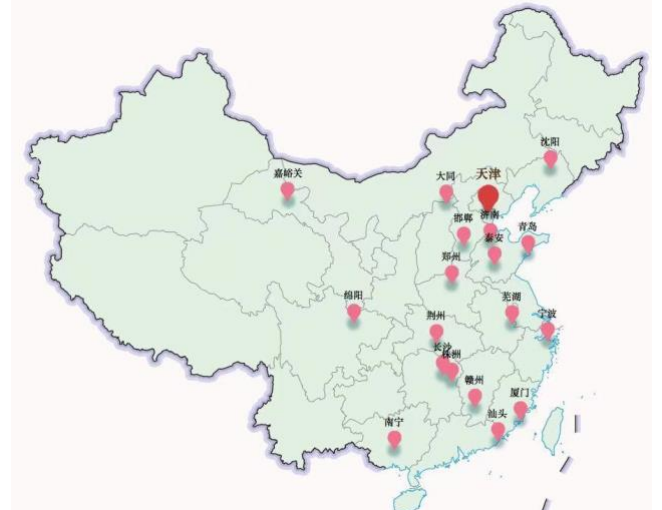 沈阳
天津
嘉峪关
大同
济南
邯郸
青岛
泰安
郑州
绵阳
芜湖
宁波
荆州
长沙
株洲
赣州
厦门
汕头
南宁